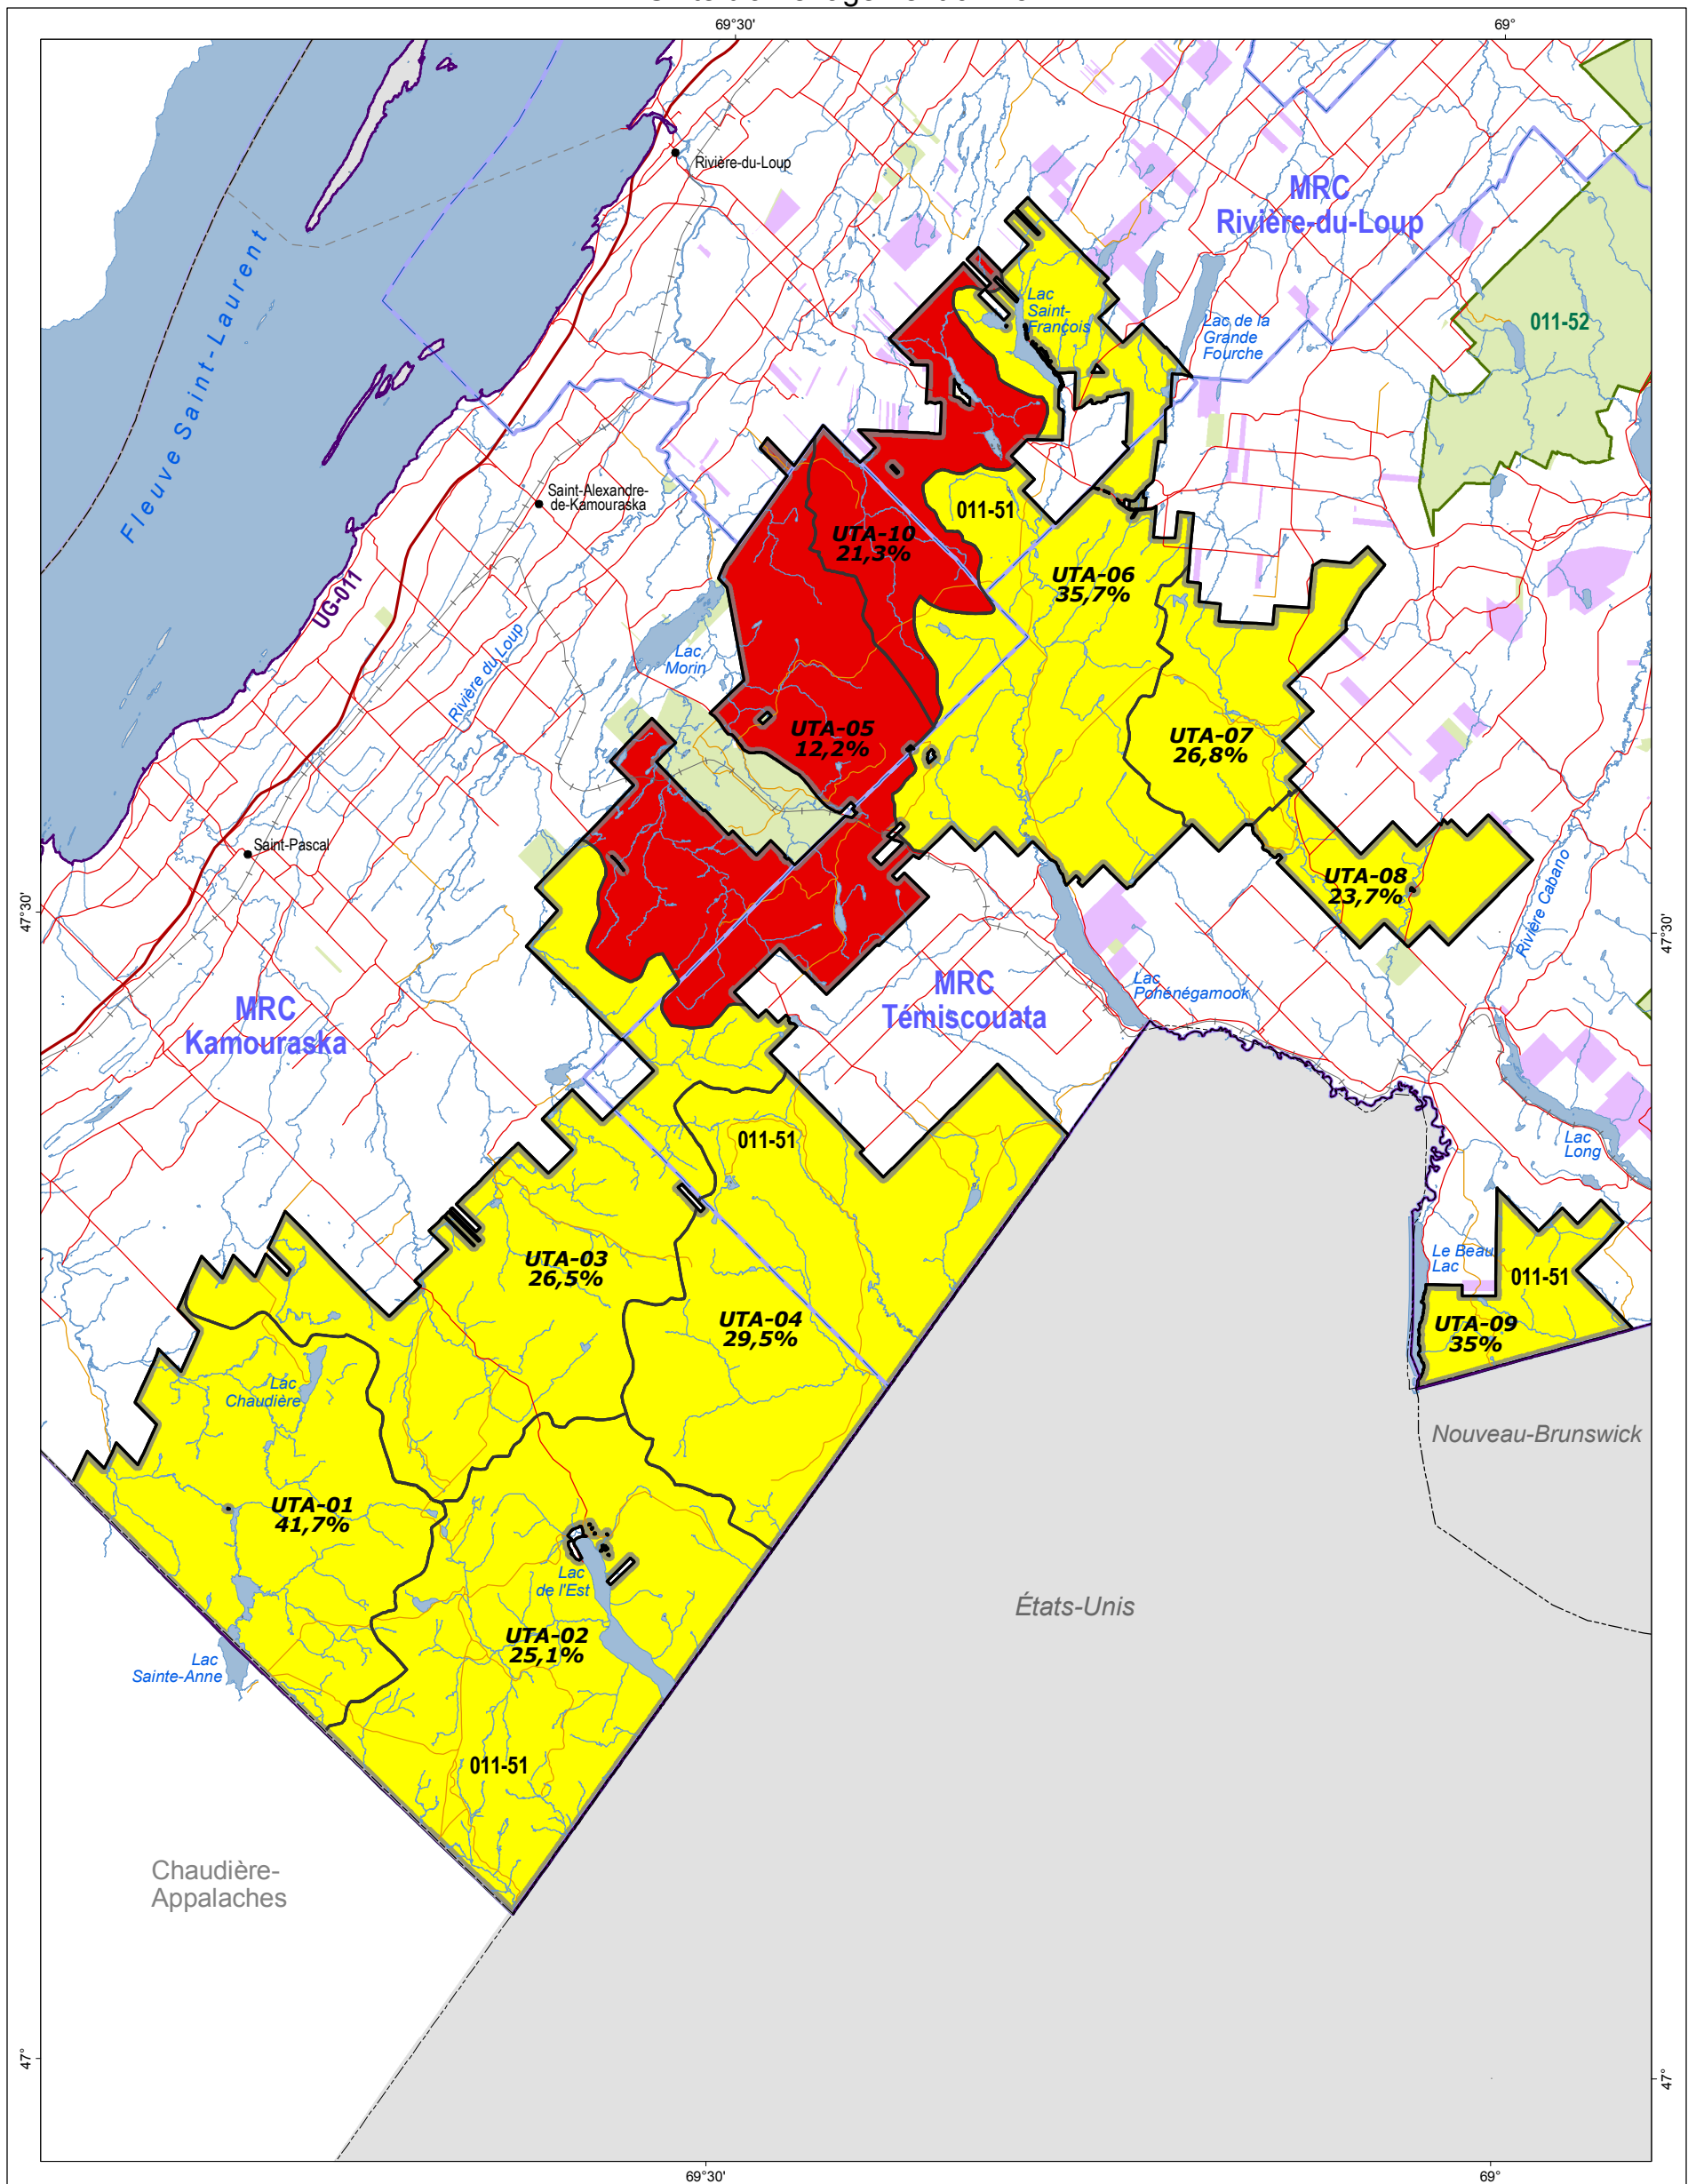 69°30'
69°
Rivière-du-Loup
MRC
Rivière-du-Loup
Fleuve Saint-Laurent
Lac
Saint-
François
Lac de la
Grande
Fourche
011-52
Saint-Alexandre-
de-Kamouraska
011-51
UTA-10
21,3%
UTA-06
35,7%
UG-011
Rivière du Loup
Lac
Morin
UTA-05
12,2%
UTA-07
26,8%
Saint-Pascal
UTA-08
23,7%
Rivière Cabano
47°30'
47°30'
MRC
Kamouraska
MRC
Témiscouata
Lac
Pohénégamook
011-51
Lac
Long
UTA-03
26,5%
Le Beau
Lac
011-51
UTA-04
29,5%
UTA-09
35%
Lac
Chaudière
Nouveau-Brunswick
UTA-01
41,7%
Lac
de l'Est
États-Unis
UTA-02
25,1%
Lac
Sainte-Anne
011-51
Chaudière-
Appalaches
47°
47°
69°30'
69°